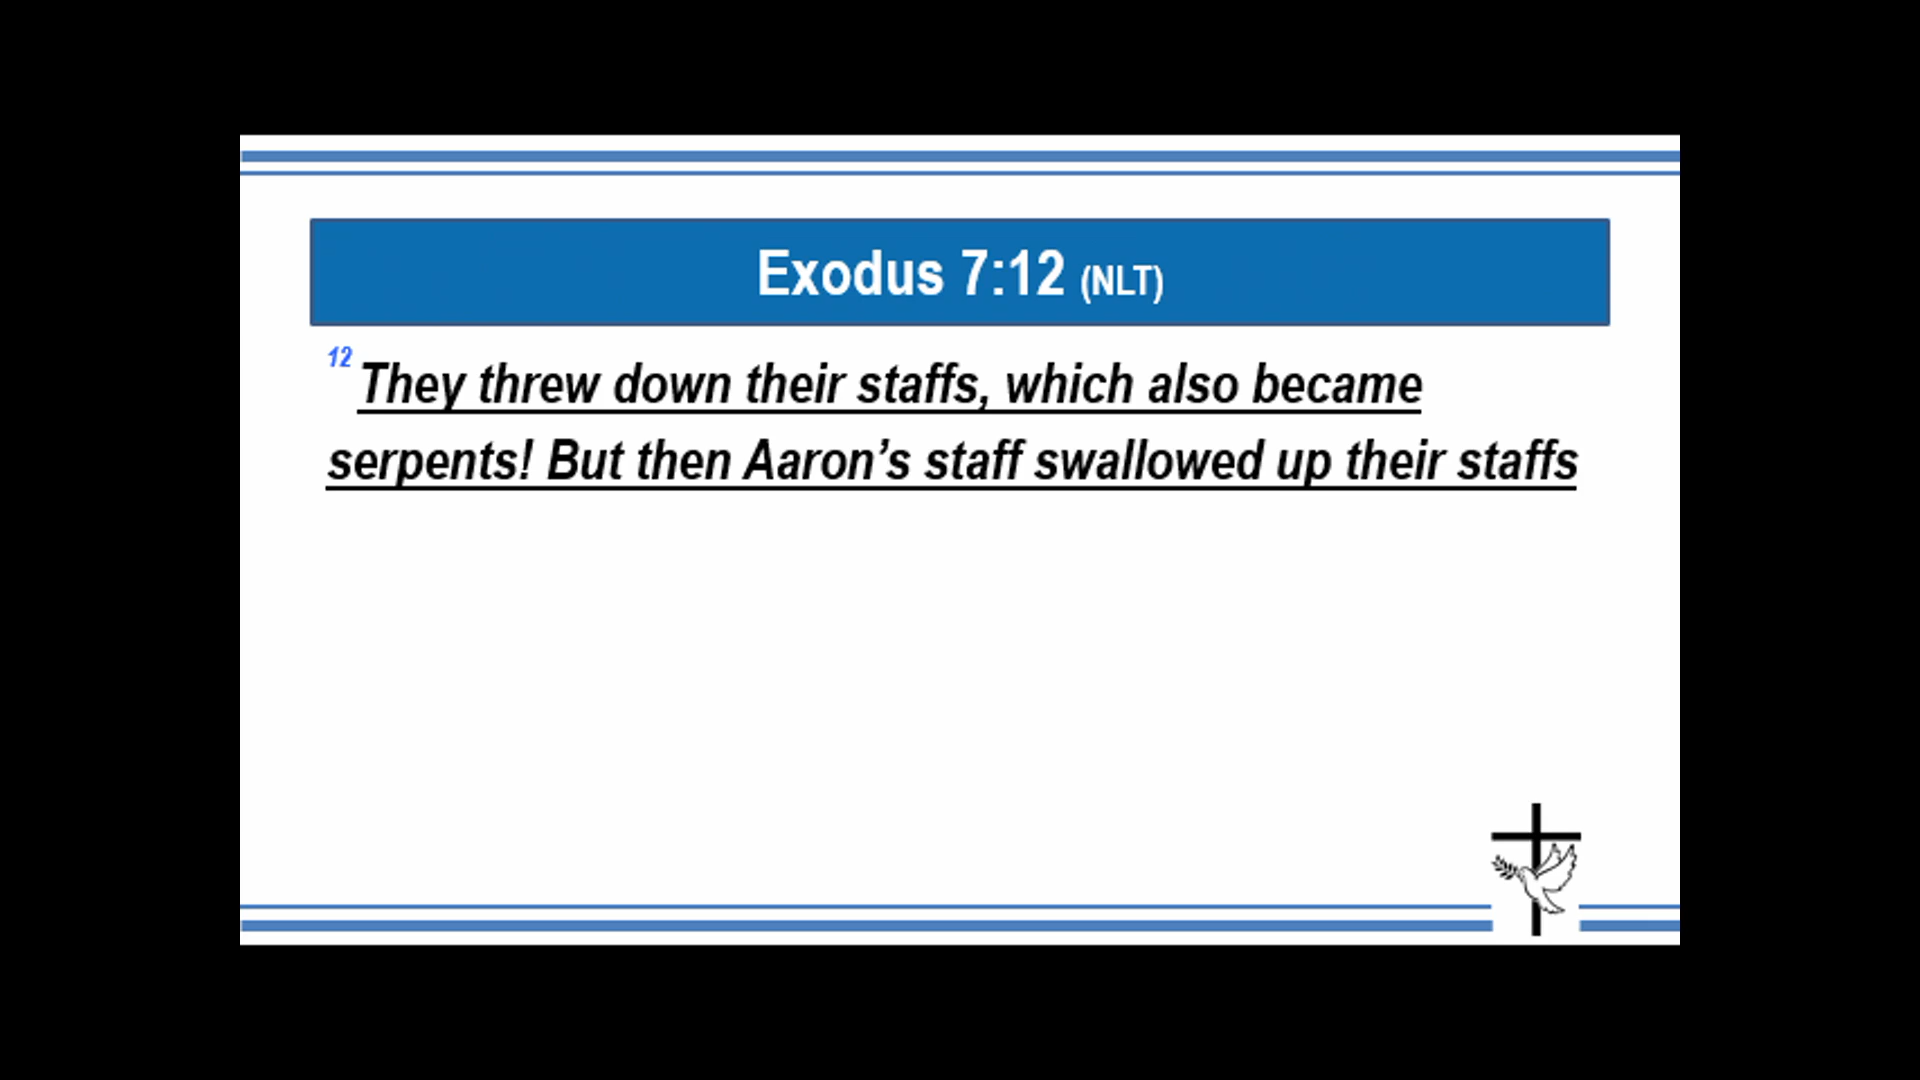 Exodus 7:12 (NLT)
12 They threw down their staffs, which also became
serpents! But then Aaron’s staff swallowed up their staffs